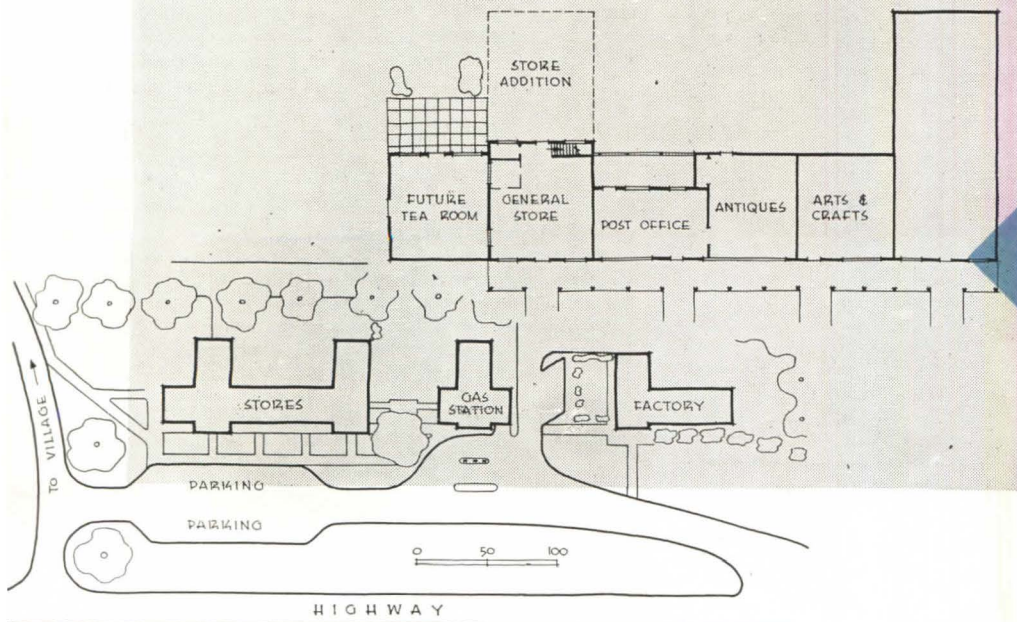 STORE
ADDITION
FUTURE
TEA ROOM
GENERAL
STORE
POST OFFICE
ANTIQUES
ARTS &
CRAFTS
STORES
GAS
STATION
FACTORY
TO VILLAGE
PARKING
PARKING
0 50 100
HIGHWAY